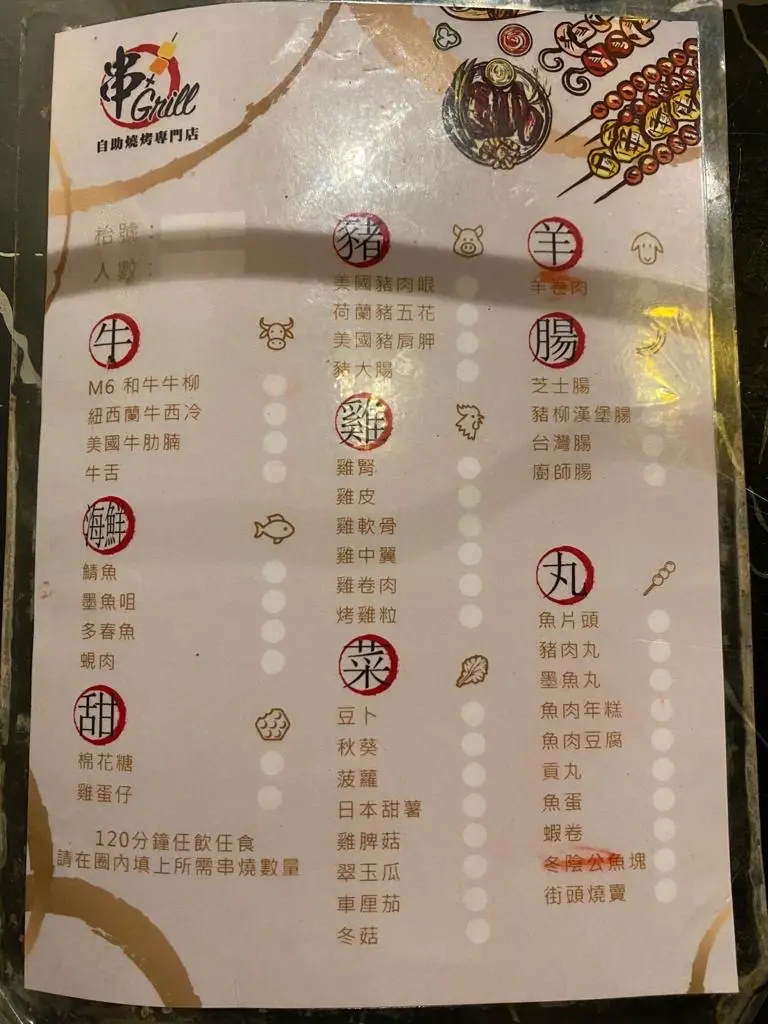 串
Grill
自助燒烤專門店
枱號：
人數：
牛
M6 和牛牛柳
紐西蘭牛西冷
美國牛肋腩
牛舌
海鮮
鯖魚
墨魚咀
多春魚
蜆肉
甜
棉花糖
雞蛋仔
120分鐘任飲任食
請在圈內填上所需串燒數量
豬
美國豬肉眼
荷蘭豬五花
美國豬肩胛
豬大腸
雞
雞腎
雞皮
雞軟骨
雞中翼
雞卷肉
烤雞粒
菜
豆卜
秋葵
菠蘿
日本甜薯
雞脾菇
翠玉瓜
車厘茄
冬菇
羊
羊卷肉
腸
芝士腸
豬柳漢堡腸
台灣腸
廚師腸
丸
魚片頭
豬肉丸
墨魚丸
魚肉年糕
魚肉豆腐
貢丸
魚蛋
蝦卷
冬陰公魚塊
街頭燒賣